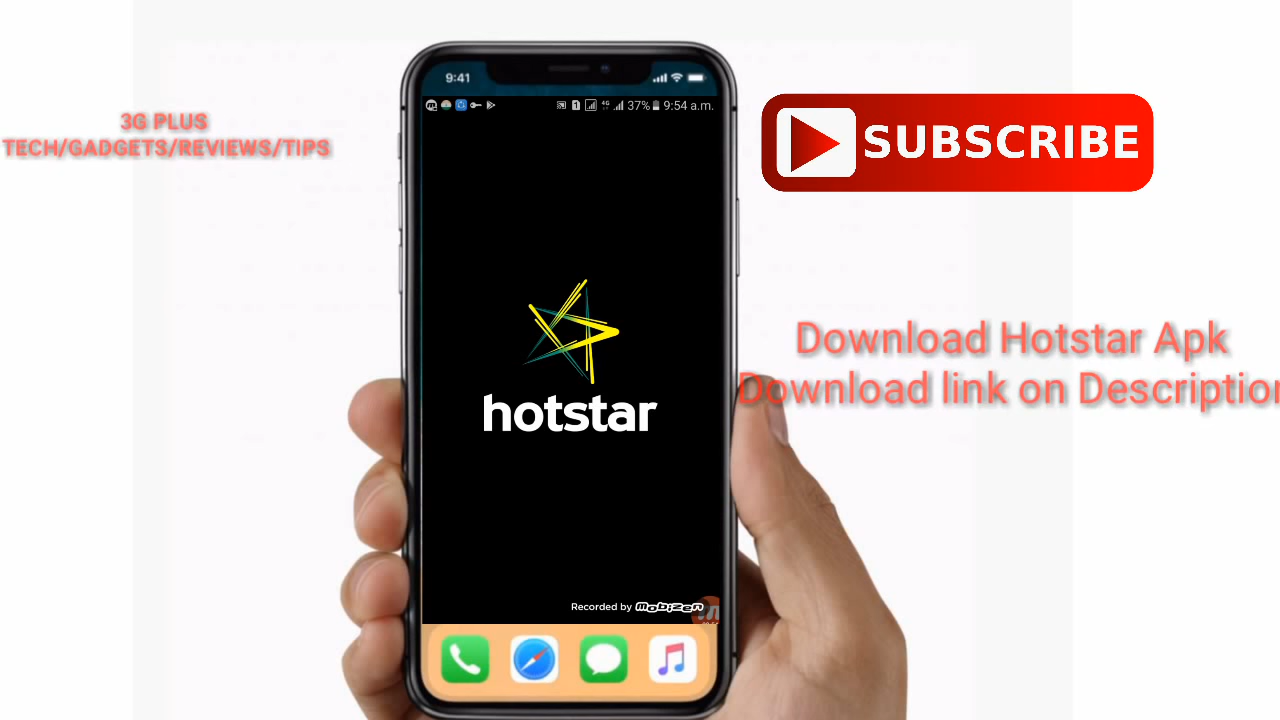 9:41
37% 9:54 a.m.
3G PLUS
TECH/GADGETS/REVIEWS/TIPS
SUBSCRIBE
Download Hotstar Apk
Download link on Description
hotstar
Recorded by mobizen